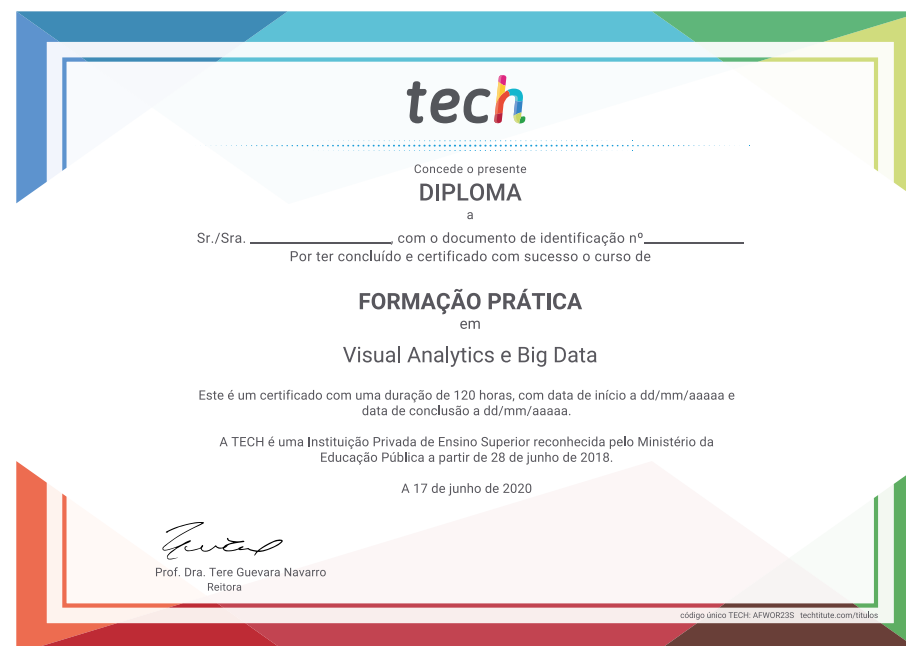 tech
Concede o presente
DIPLOMA
a
Sr./Sra. ____________________, com o documento de identificação nº______________
Por ter concluído e certificado com sucesso o curso de
FORMAÇÃO PRÁTICA
em
Visual Analytics e Big Data
Este é um certificado com uma duração de 120 horas, com data de início a dd/mm/aaaaa e
data de conclusão a dd/mm/aaaaa.
A TECH é uma Instituição Privada de Ensino Superior reconhecida pelo Ministério da
Educação Pública a partir de 28 de junho de 2018.
A 17 de junho de 2020
Prof. Dra. Tere Guevara Navarro
Reitora
código único TECH: AFWOR23S techtitute.com/títulos